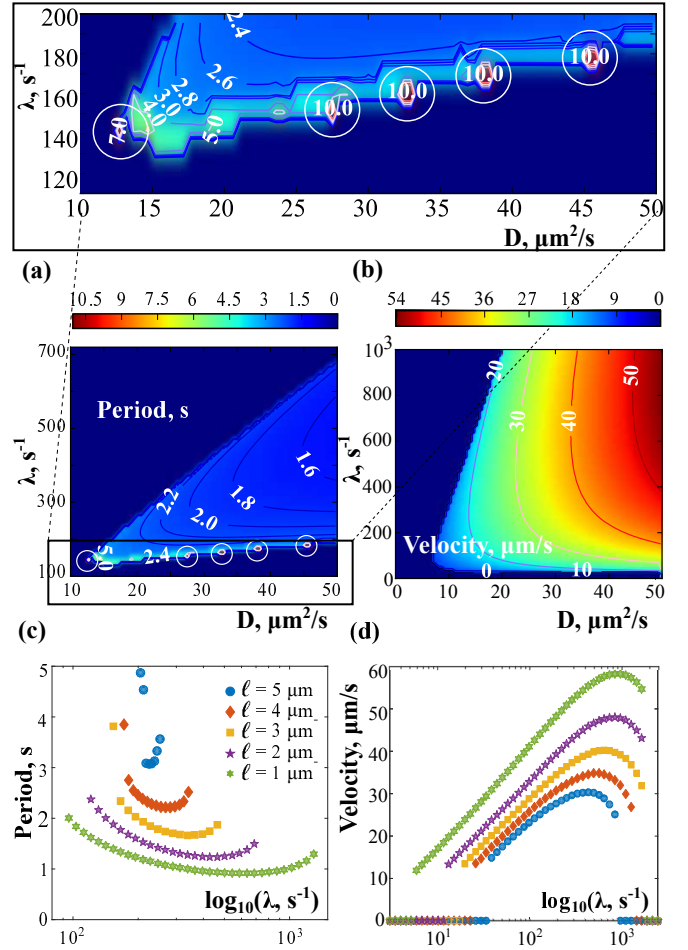 200
180
160
140
120
λ, s⁻¹
2.4
2.6
2.8
3.0
4.0
5.0
7.0
10.0
10.0
10.0
10.0
10 15 20 25 30 35 40 45 50
D, μm²/s
(a) (b)
10.5 9 7.5 6 4.5 3 1.5 0
54 45 36 27 18 9 0
700
500
300
100
λ, s⁻¹
Period, s
1.6
1.8
2.0
2.2
2.4
5.0
10 20 30 40 50
D, μm²/s
10³
800
600
400
200
0
λ, s⁻¹
20
30
40
50
Velocity, μm/s
0 10
0 10 20 30 40 50
D, μm²/s
(c) (d)
5
4
3
2
1
0
Period, s
ℓ = 5 μm
ℓ = 4 μm
ℓ = 3 μm
ℓ = 2 μm
ℓ = 1 μm
log₁₀(λ, s⁻¹)
10² 10³
60
50
40
30
20
10
0
Velocity, μm/s
log₁₀(λ, s⁻¹)
10¹ 10² 10³